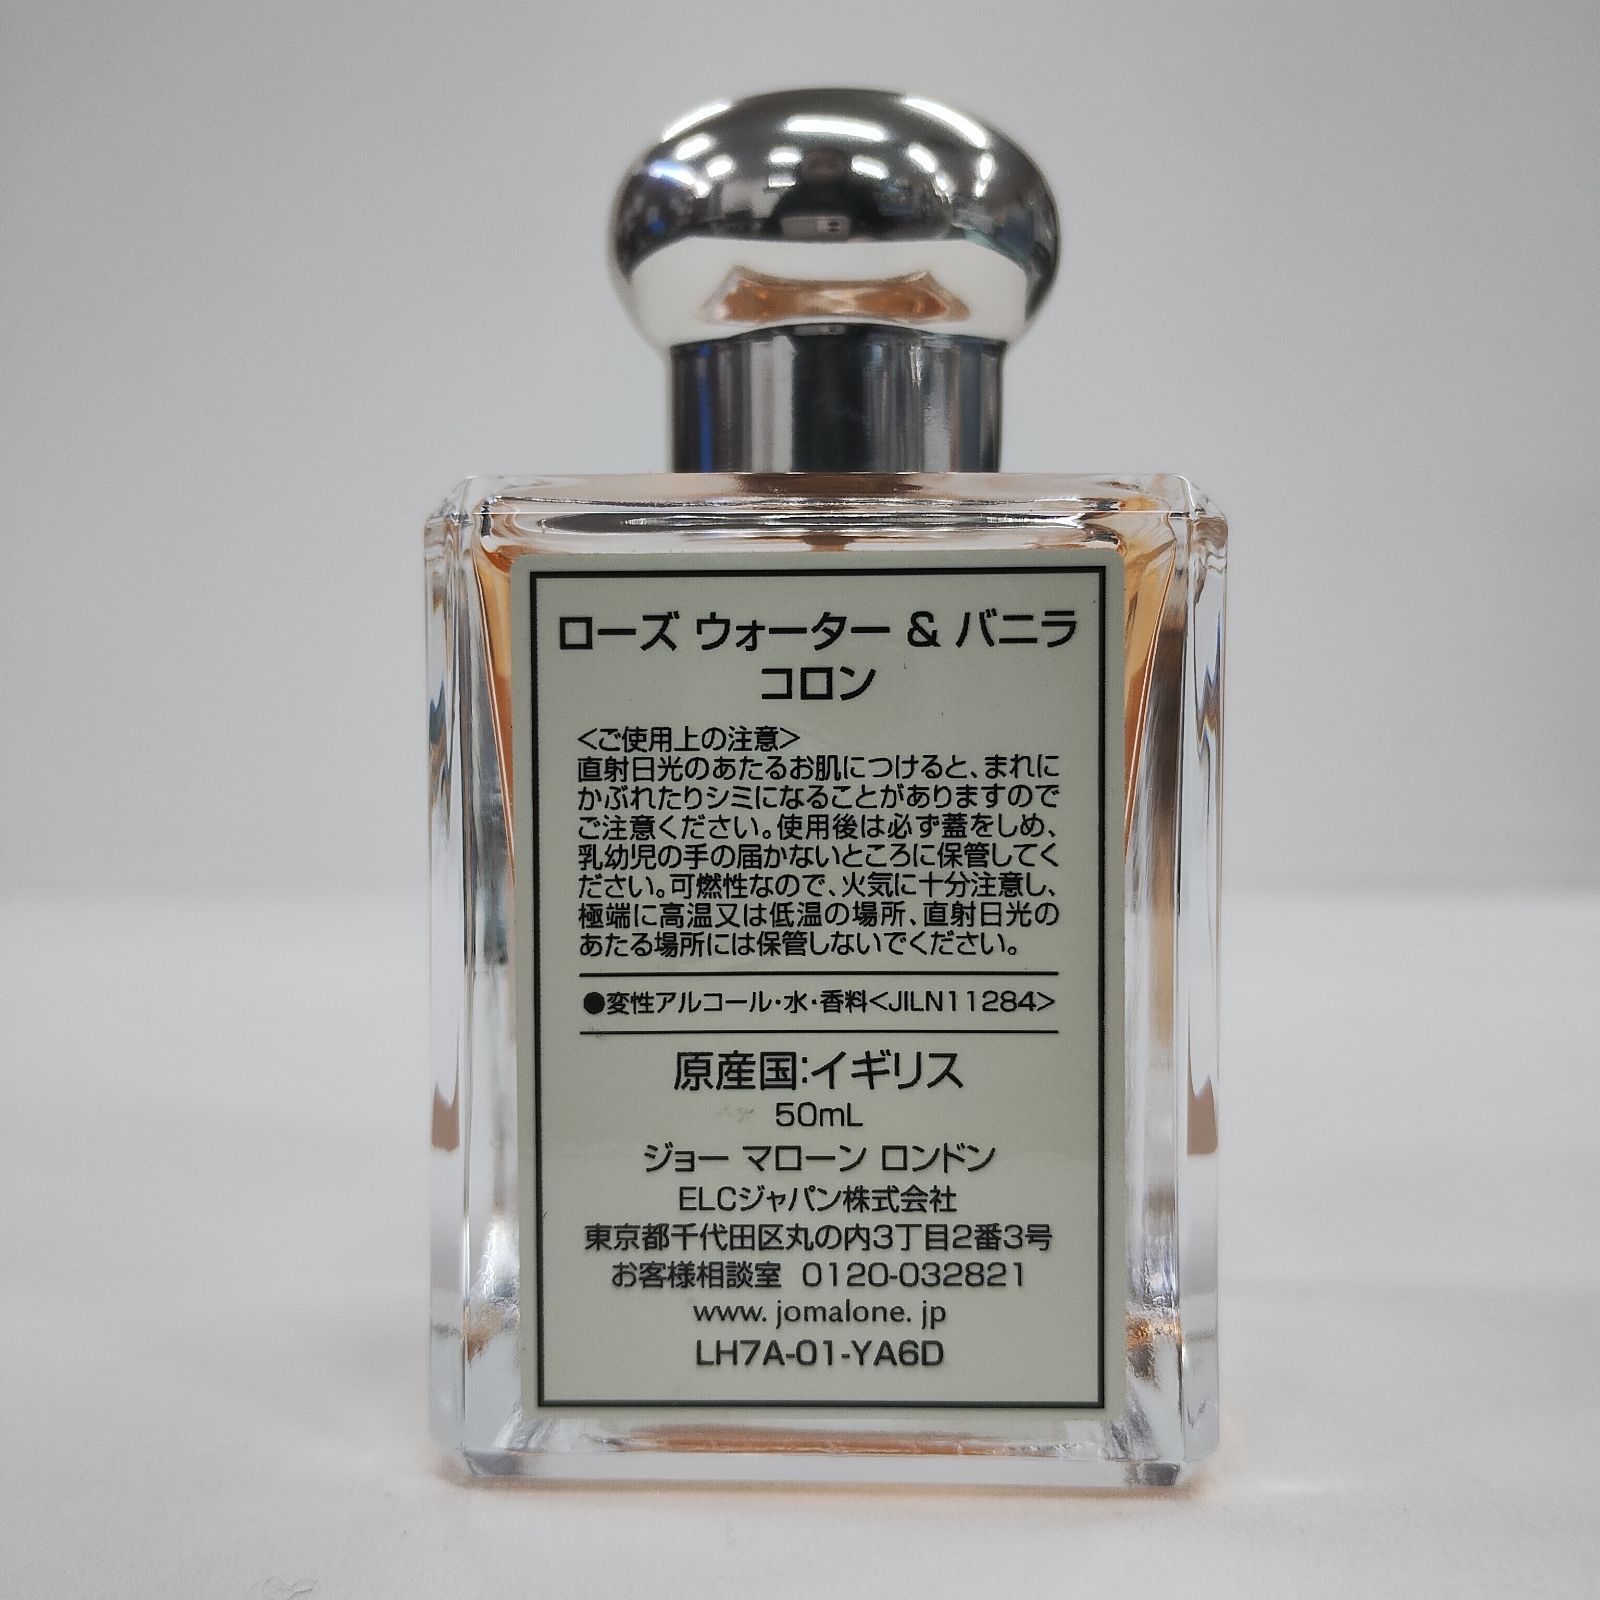 ローズ ウォーター & バニラ
コロン
<ご使用上の注意>
直射日光のあたるお肌につけると、まれに
かぶれたりシミになることがありますので
ご注意ください。使用後は必ず蓋をしめ、
乳幼児の手の届かないところに保管してく
ださい。可燃性なので、火気に十分注意し、
極端に高温又は低温の場所、直射日光の
あたる場所には保管しないでください。
●変性アルコール・水・香料<JILN11284>
原産国:イギリス
50mL
ジョー マローン ロンドン
ELCジャパン株式会社
東京都千代田区丸の内3丁目2番3号
お客様相談室 0120-032821
www. jomalone. jp
LH7A-01-YA6D